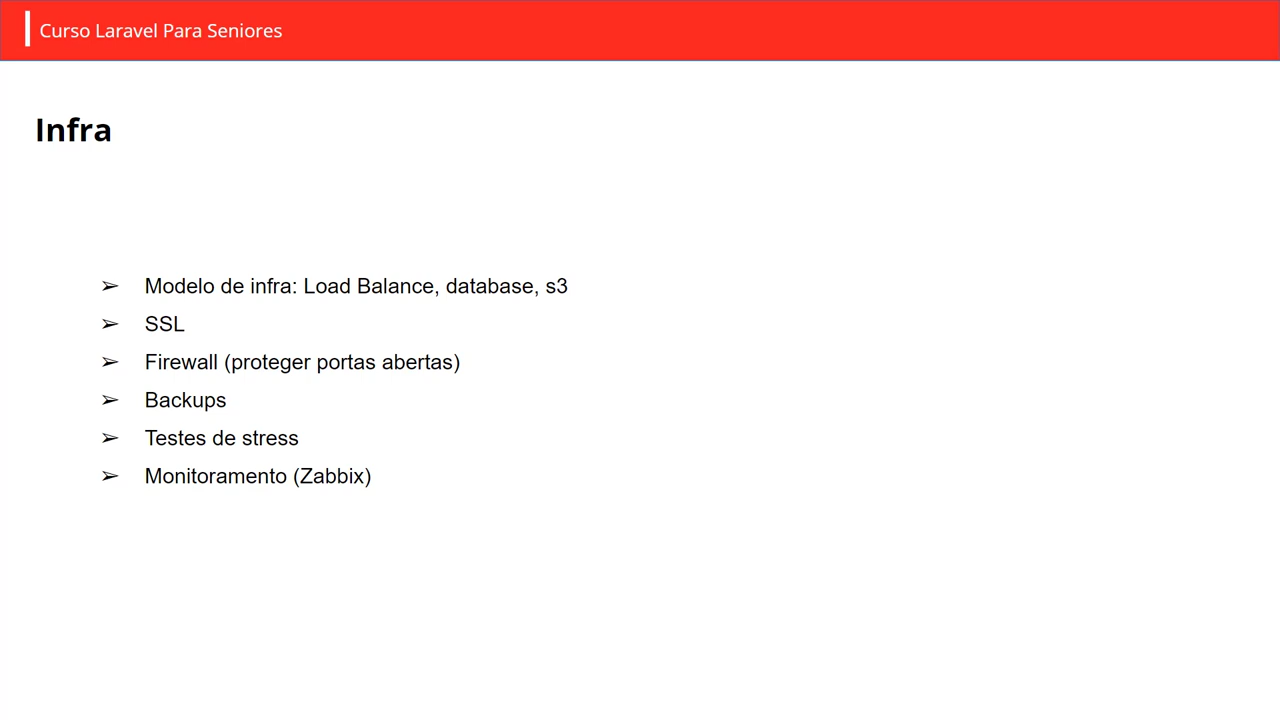 Curso Laravel Para Seniores
Infra
➢ Modelo de infra: Load Balance, database, s3
➢ SSL
➢ Firewall (proteger portas abertas)
➢ Backups
➢ Testes de stress
➢ Monitoramento (Zabbix)